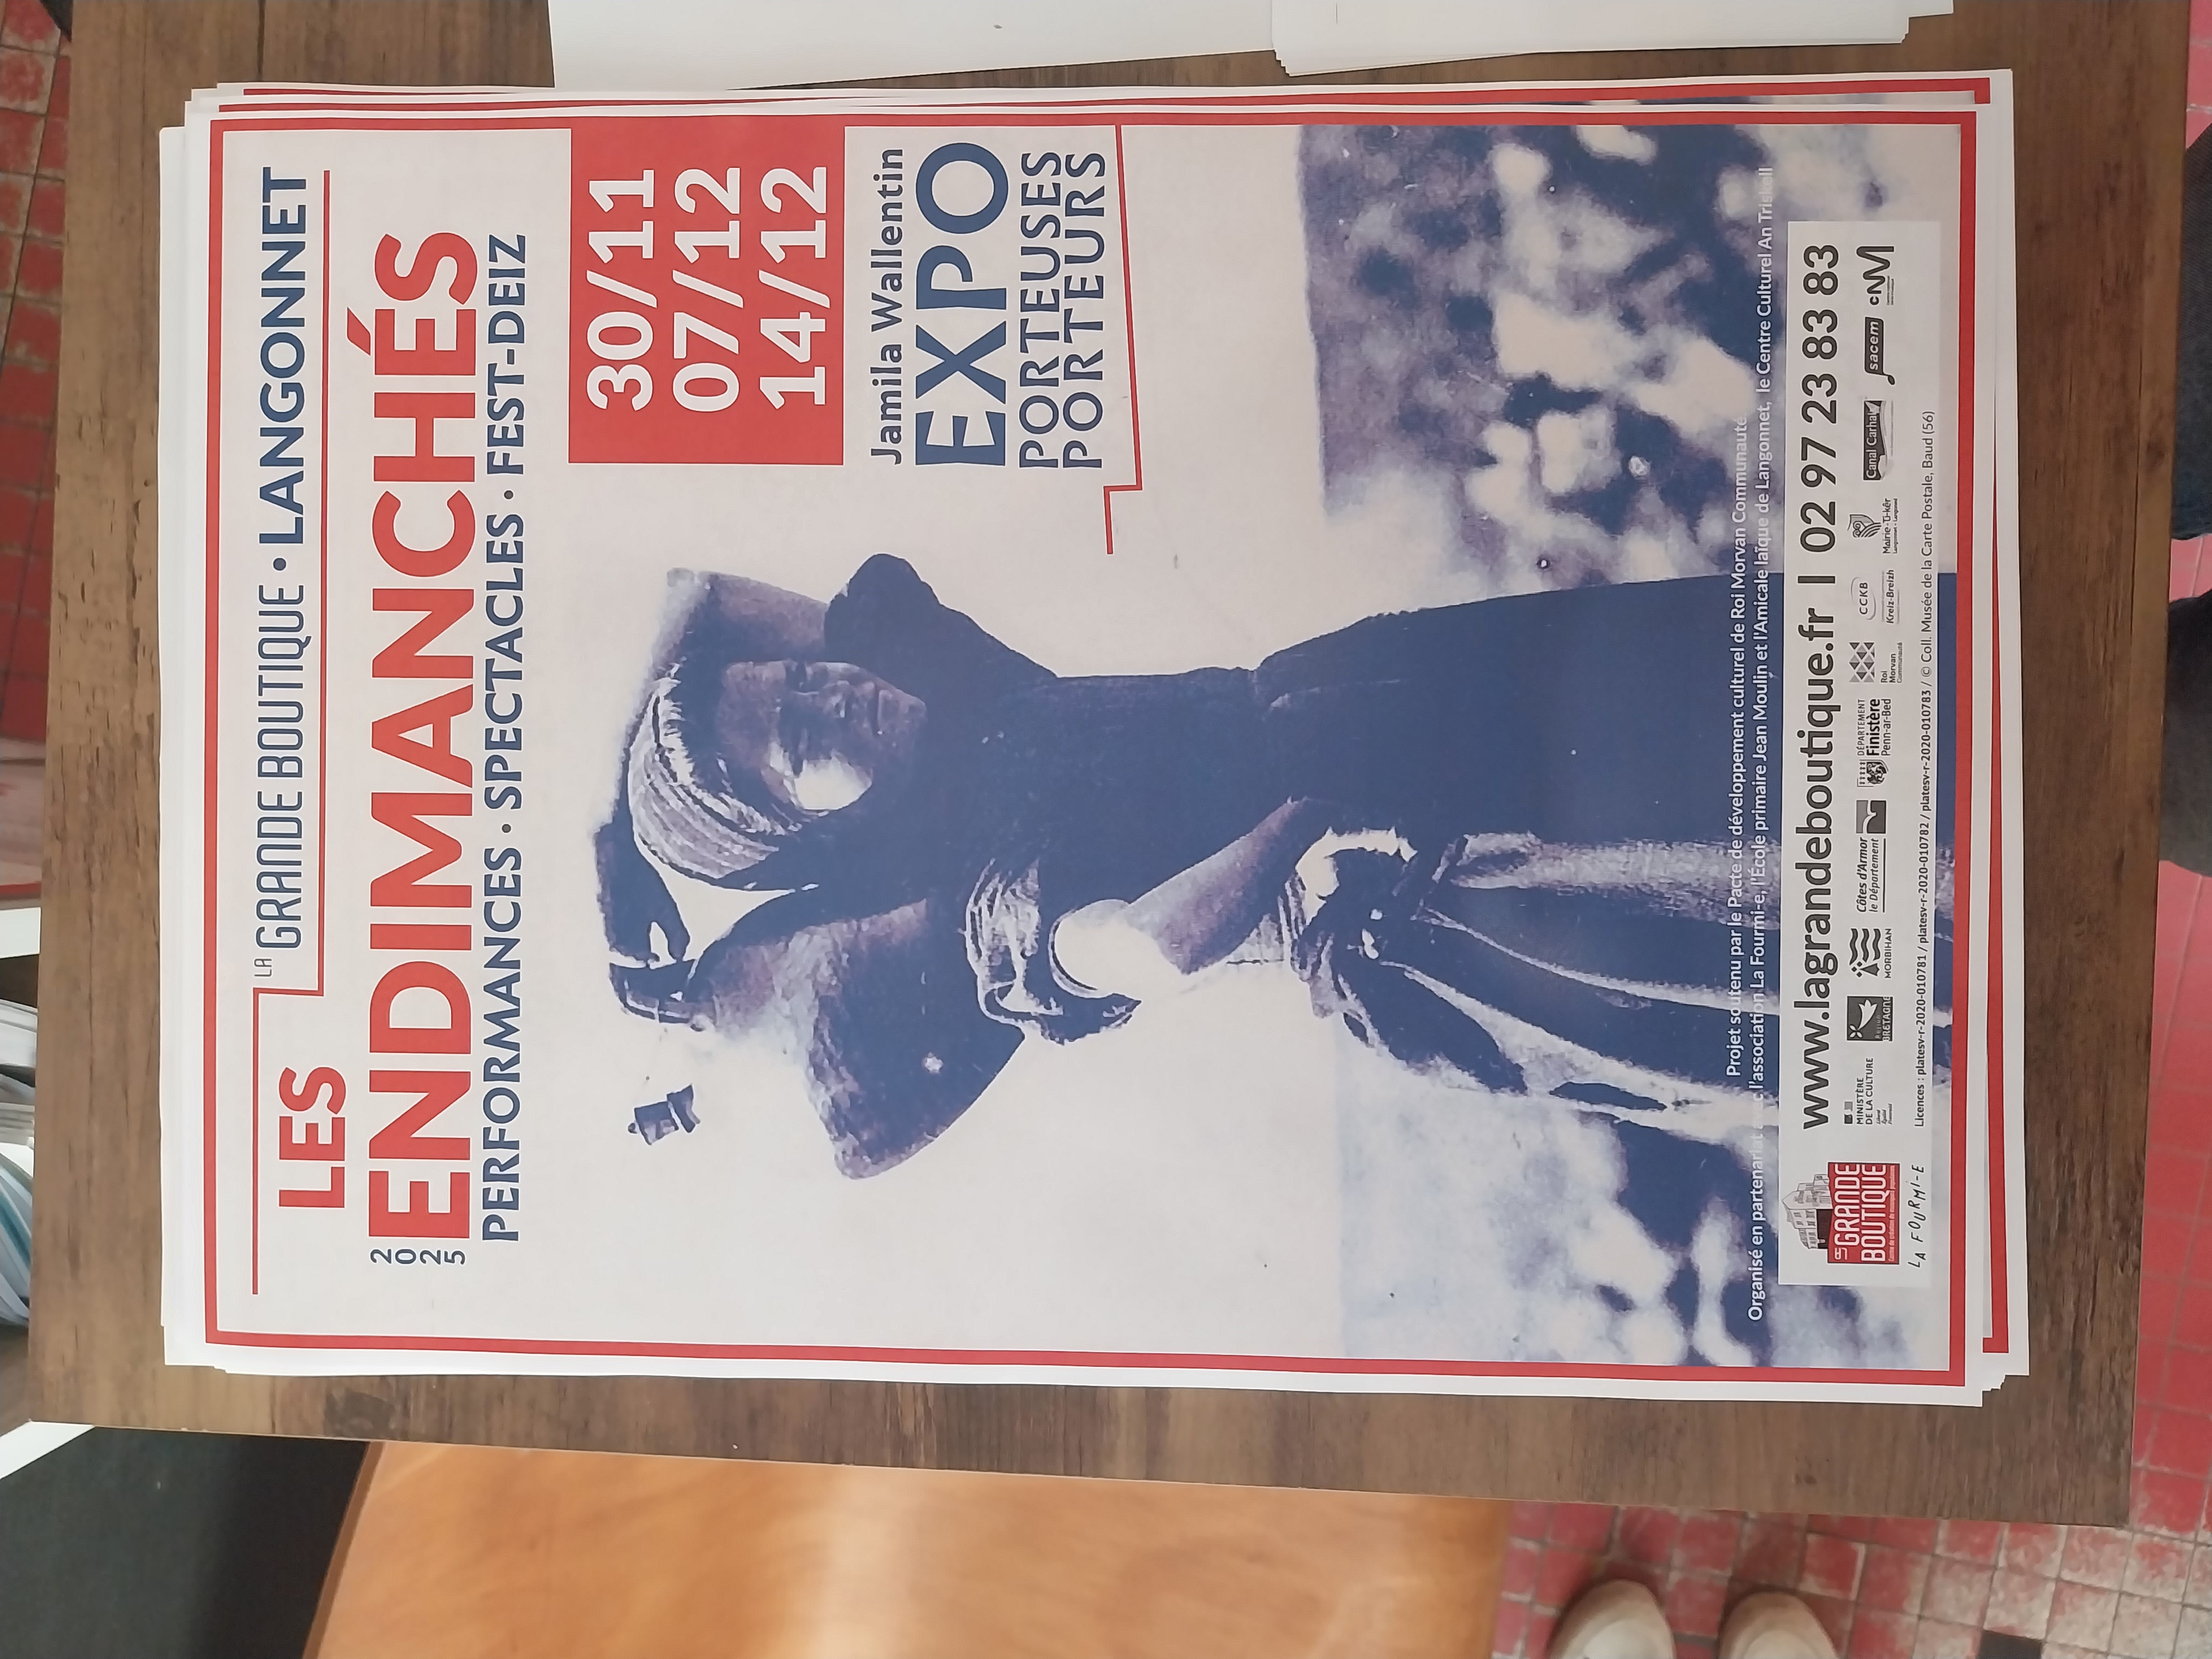 LA GRANDE BOUTIQUE • LANGONNET
LES
2025
ENDIMANCHÉS
PERFORMANCES • SPECTACLES • FEST-DEIZ
30/11
07/12
14/12
Jamila Wallentin
EXPO
PORTEUSES
PORTEURS
Projet soutenu par le Pacte de développement culturel de Roi Morvan Communauté
Organisé en partenariat avec l'association La Fourmi-e, l'École primaire Jean Moulin et l'Amicale laïque de Langonnet, le Centre Culturel An Triskell
www.lagrandeboutique.fr | 02 97 23 83 83
LA GRANDE BOUTIQUE
MINISTÈRE DE LA CULTURE
BRETAGNE
MORBIHAN
Côtes d'Armor le Département
DÉPARTEMENT Finistère Penn-ar-Bed
Roi Morvan Communauté
CCKB Kreiz-Breizh
Mairie-Ti-kêr
Canal Carhaix
sacem
CNM
LA FOURMI-E
Licences : platesv-r-2020-010781 / platesv-r-2020-010782 / platesv-r-2020-010783 / © Coll. Musée de la Carte Postale, Baud (56)